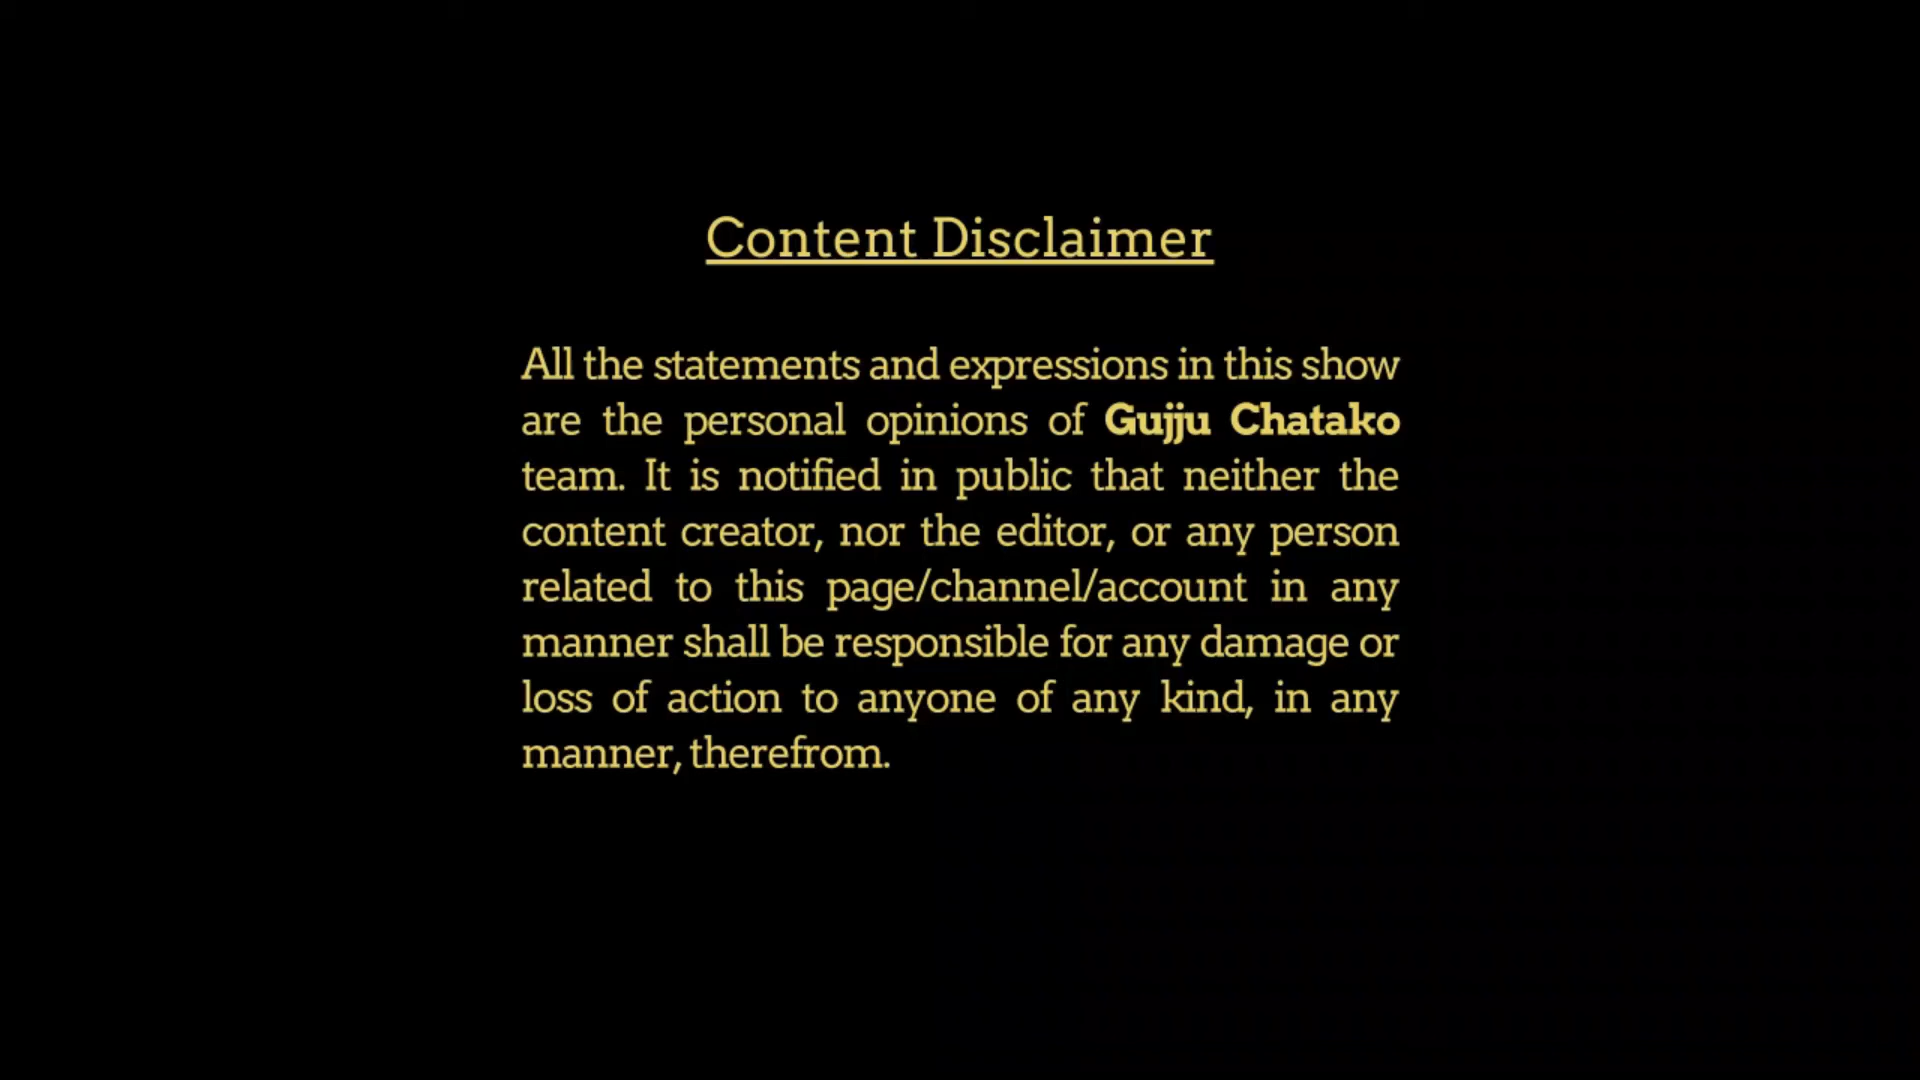 Content Disclaimer
All the statements and expressions in this show
are the personal opinions of Gujju Chatako
team. It is notified in public that neither the
content creator, nor the editor, or any person
related to this page/channel/account in any
manner shall be responsible for any damage or
loss of action to anyone of any kind, in any
manner, therefrom.